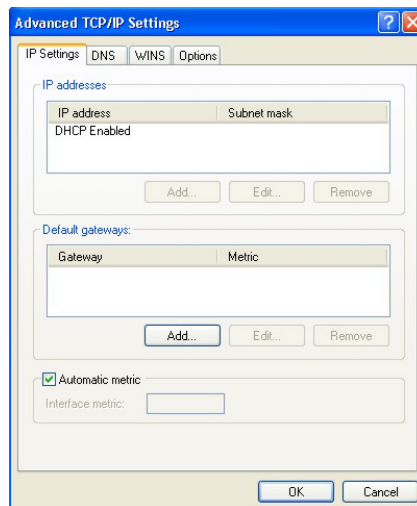 Advanced TCP/IP Settings
IP Settings DNS WINS Options
IP addresses
IP address Subnet mask
DHCP Enabled
Add... Edit... Remove
Default gateways:
Gateway Metric
Add... Edit... Remove
Automatic metric
Interface metric:
OK Cancel